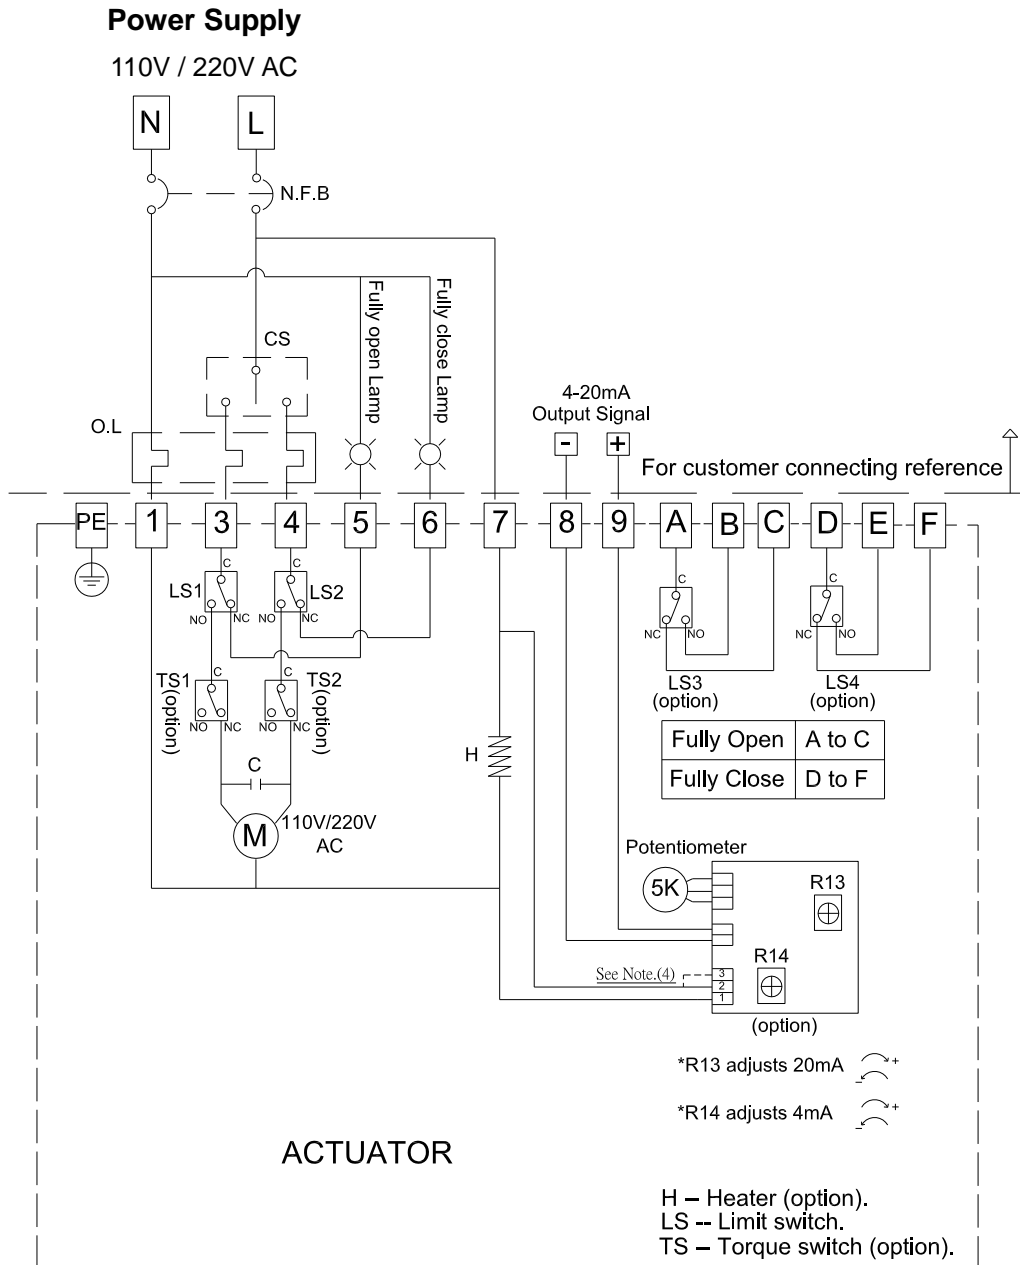 Power Supply
110V / 220V AC
N L
N.F.B
Fully open Lamp
Fully close Lamp
CS
O.L
4-20mA
Output Signal
- +
For customer connecting reference
PE 1 3 4 5 6 7 8 9 A B C D E F
C C
LS1 LS2
NO NC NO NC
C C
NC NO NC NO
C C
TS1 (option) TS2 (option)
NO NC NO NC
LS3 LS4
(option) (option)
Fully Open A to C
Fully Close D to F
H
C
M 110V/220V
AC
Potentiometer
5K
R13
R14
See Note.(4)
3
2
1
(option)
*R13 adjusts 20mA + -
*R14 adjusts 4mA + -
ACTUATOR
H – Heater (option).
LS -- Limit switch.
TS – Torque switch (option).